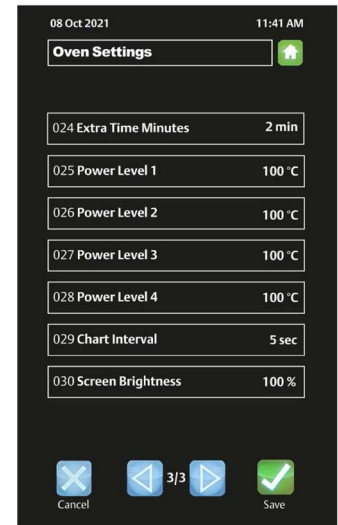 08 Oct 2021 11:41 AM
Oven Settings
024 Extra Time Minutes 2 min
025 Power Level 1 100 °C
026 Power Level 2 100 °C
027 Power Level 3 100 °C
028 Power Level 4 100 °C
029 Chart Interval 5 sec
030 Screen Brightness 100 %
3/3
Cancel Save